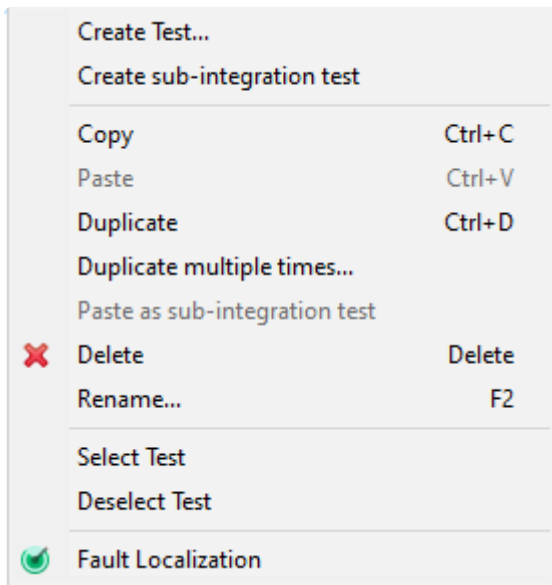 Create Test...
Create sub-integration test
Copy Ctrl+C
Paste Ctrl+V
Duplicate Ctrl+D
Duplicate multiple times...
Paste as sub-integration test
Delete Delete
Rename... F2
Select Test
Deselect Test
Fault Localization